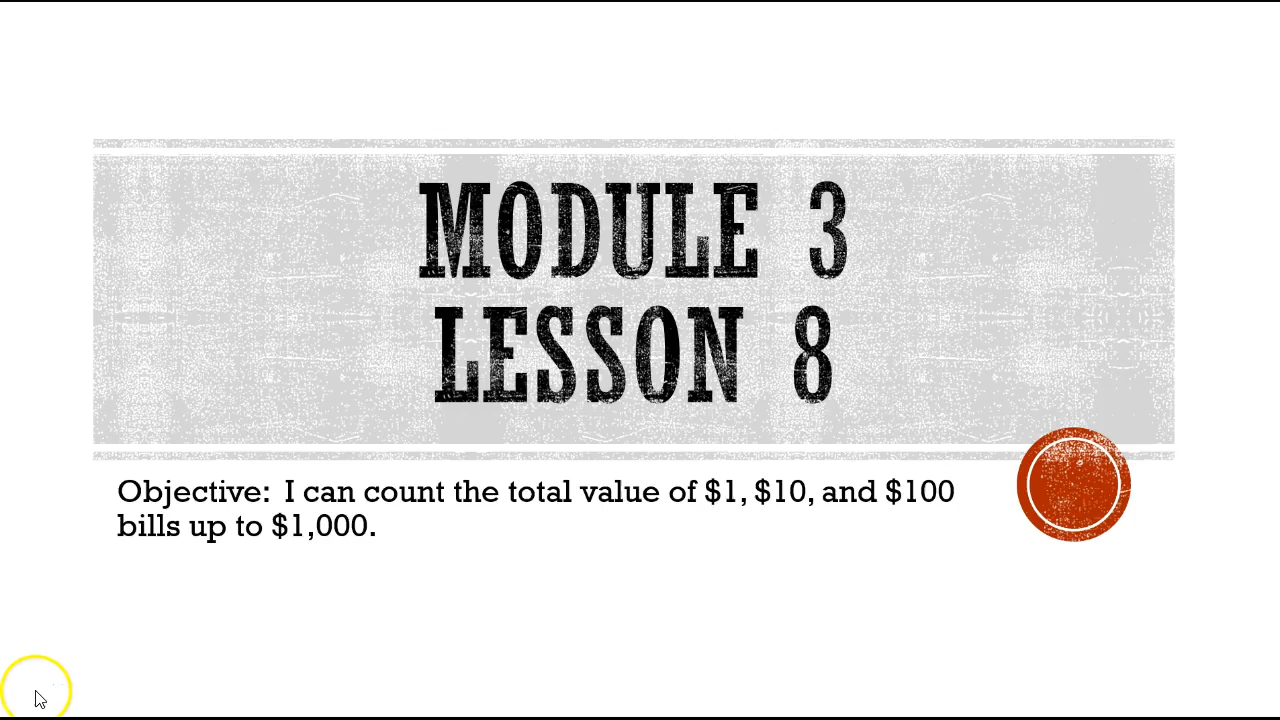 MODULE 3
LESSON 8
Objective:  I can count the total value of $1, $10, and $100
bills up to $1,000.